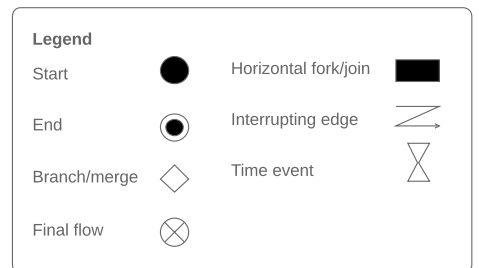 Legend
Start
End
Branch/merge
Final flow
Horizontal fork/join
Interrupting edge
Time event